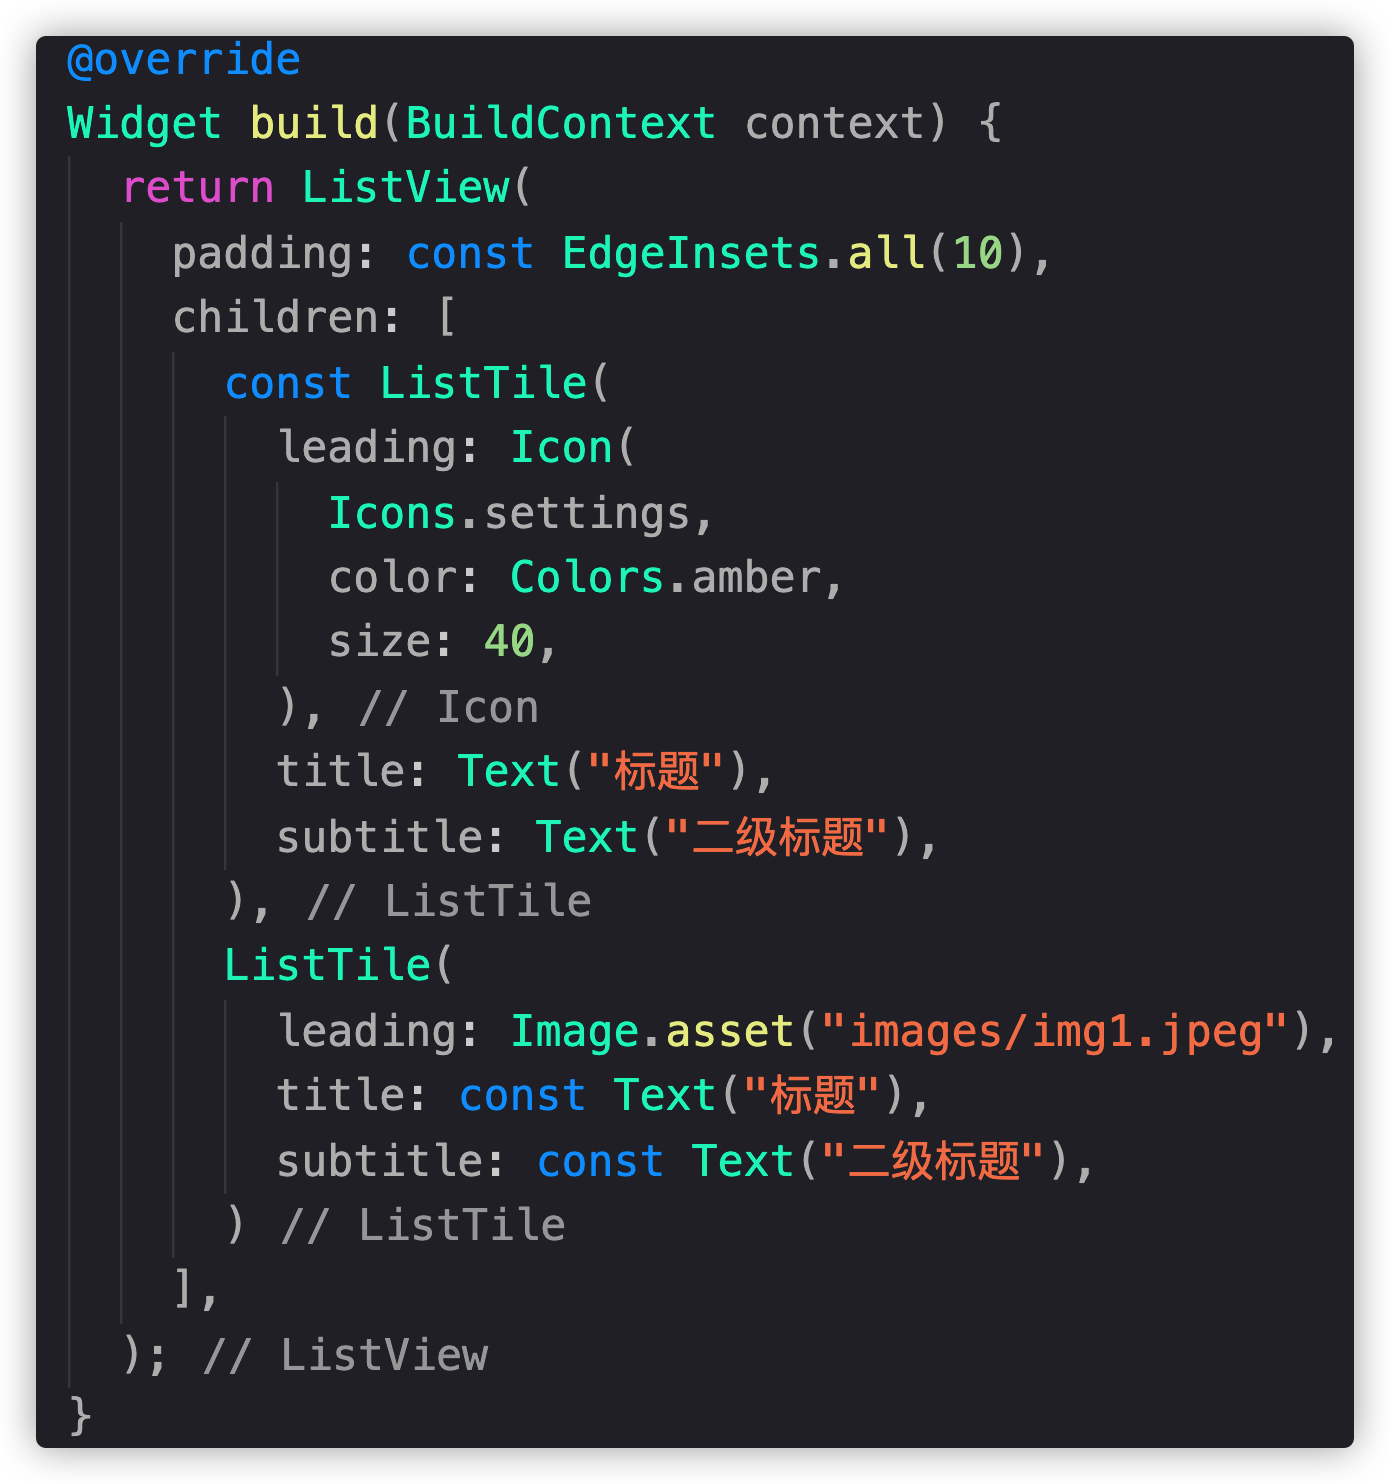 @override
Widget build(BuildContext context) {
  return ListView(
    padding: const EdgeInsets.all(10),
    children: [
      const ListTile(
        leading: Icon(
          Icons.settings,
          color: Colors.amber,
          size: 40,
        ), // Icon
        title: Text("标题"),
        subtitle: Text("二级标题"),
      ), // ListTile
      ListTile(
        leading: Image.asset("images/img1.jpeg"),
        title: const Text("标题"),
        subtitle: const Text("二级标题"),
      ) // ListTile
    ],
  ); // ListView
}